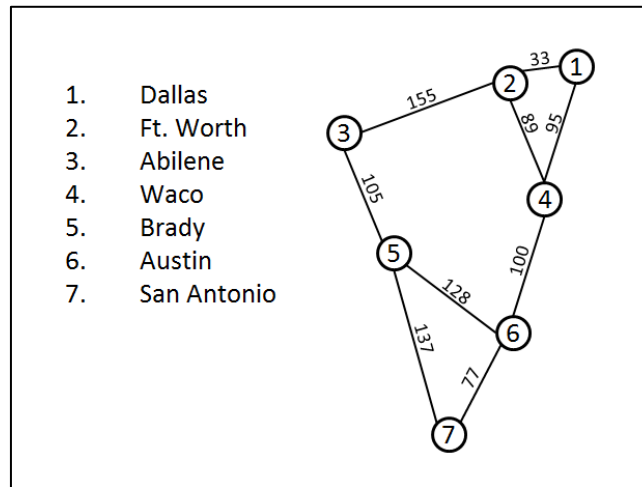 1. Dallas
2. Ft. Worth
3. Abilene
4. Waco
5. Brady
6. Austin
7. San Antonio
33
1
2
155
89
95
3
105
4
100
5
128
137
6
77
7